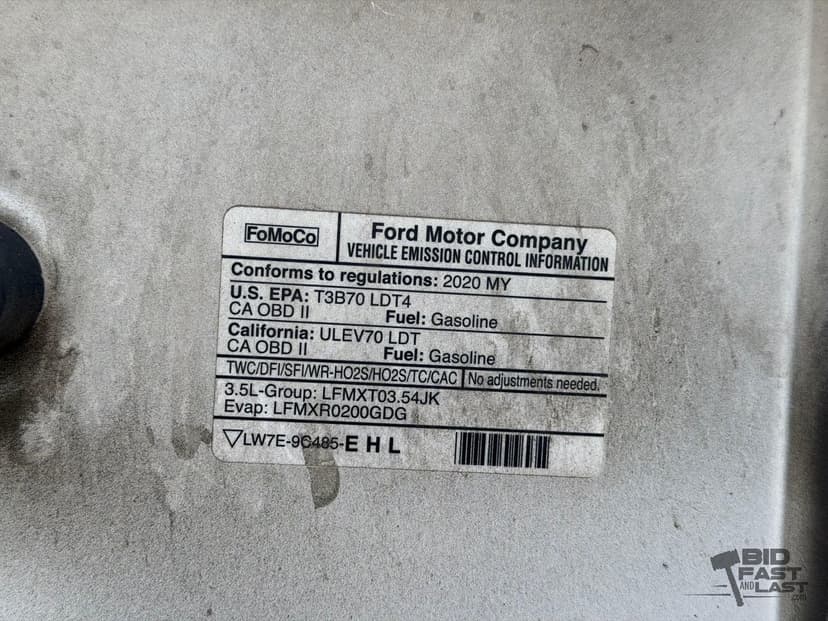 FoMoCo
Ford Motor Company
VEHICLE EMISSION CONTROL INFORMATION
Conforms to regulations: 2020 MY
U.S. EPA: T3B70 LDT4
CA OBD II Fuel: Gasoline
California: ULEV70 LDT
CA OBD II Fuel: Gasoline
TWC/DFI/SFI/WR-HO2S/HO2S/TC/CAC No adjustments needed.
3.5L-Group: LFMXT03.54JK
Evap: LFMXR0200GDG
LW7E-9C485-E H L
BID
FAST
AND LAST
.com